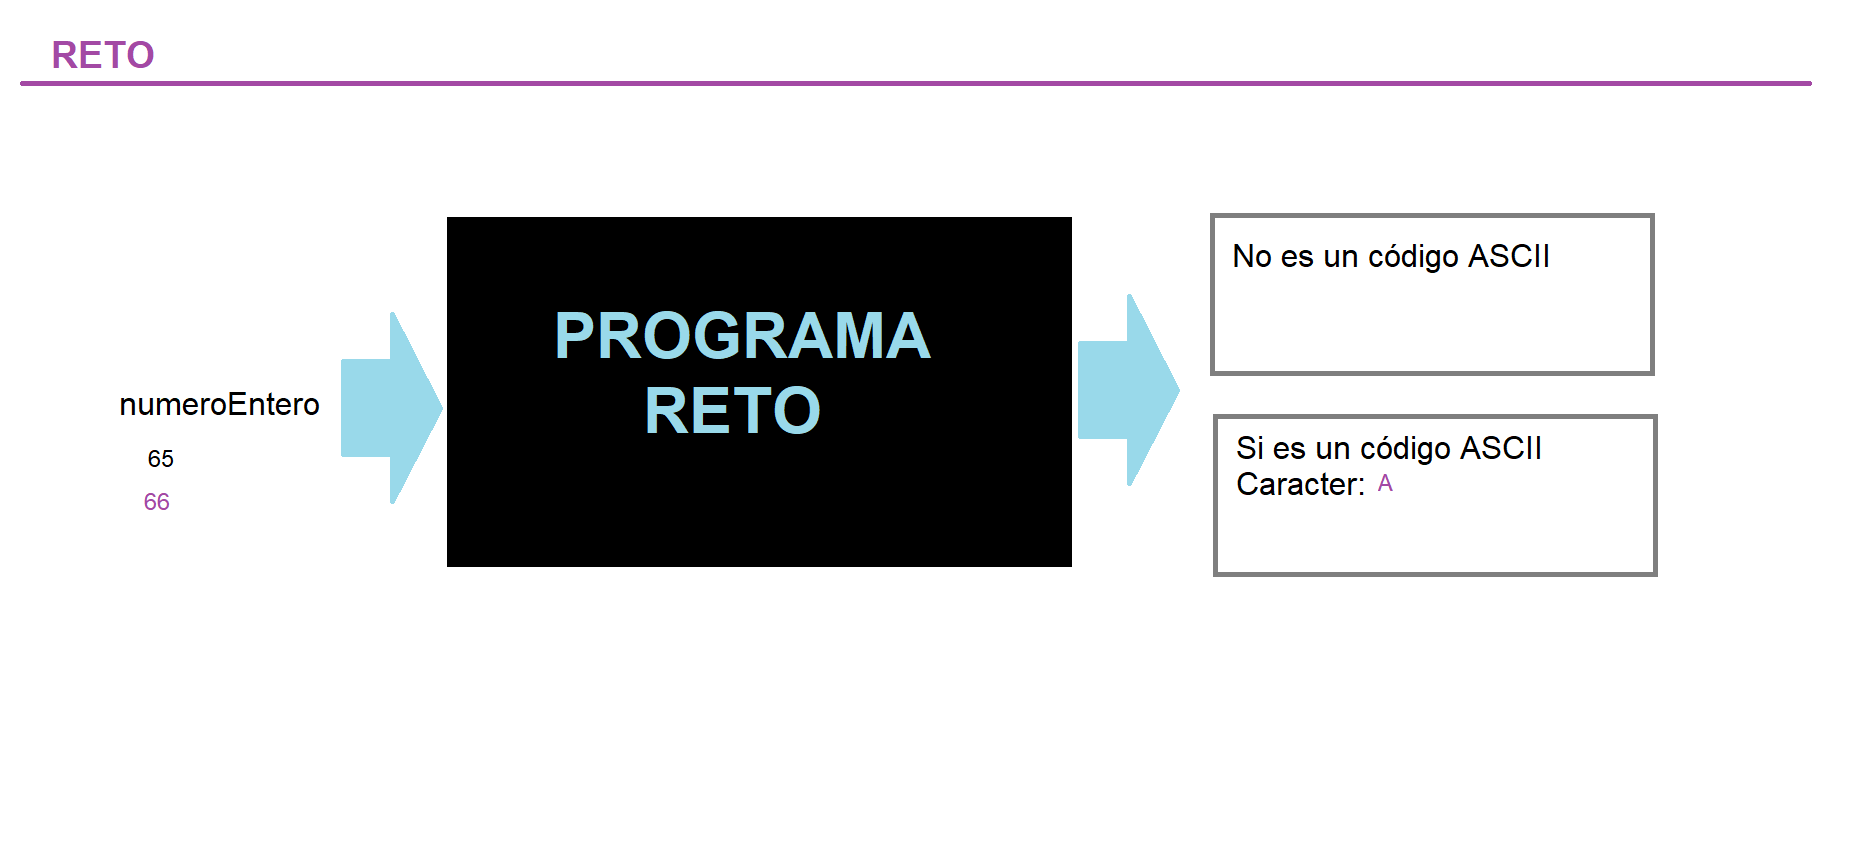 RETO
numeroEntero
65
66
PROGRAMA
RETO
No es un código ASCII
Si es un código ASCII
Caracter: A